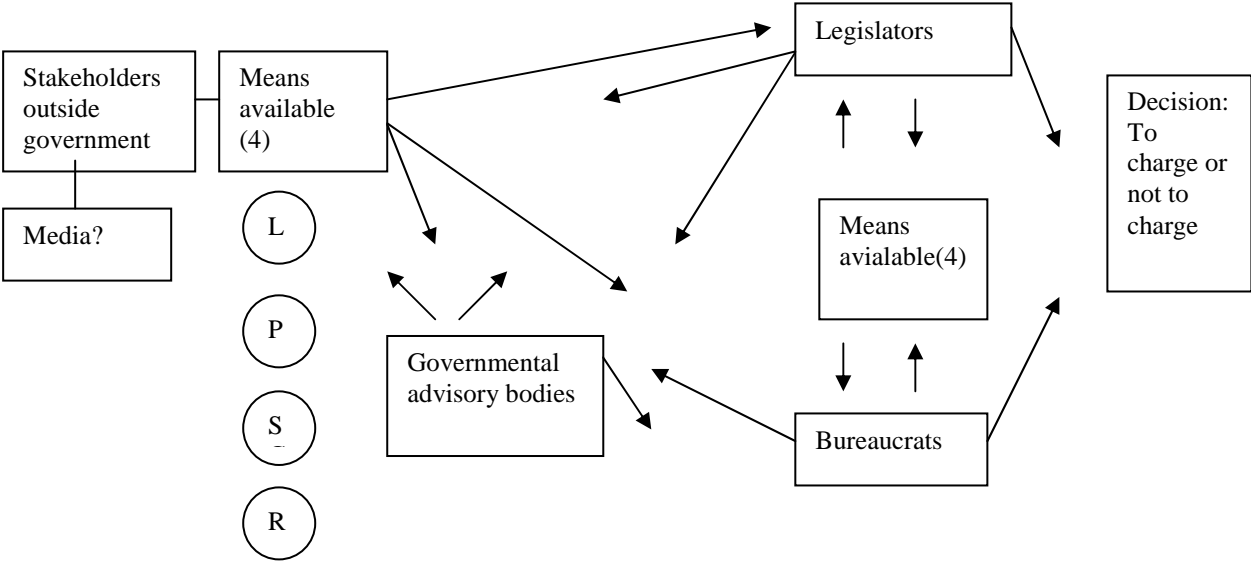 Stakeholders
outside
government
Media?
Means
available
(4)
L
P
S
R
Governmental
advisory bodies
Legislators
Means
avialable(4)
Bureaucrats
Decision:
To
charge or
not to
charge